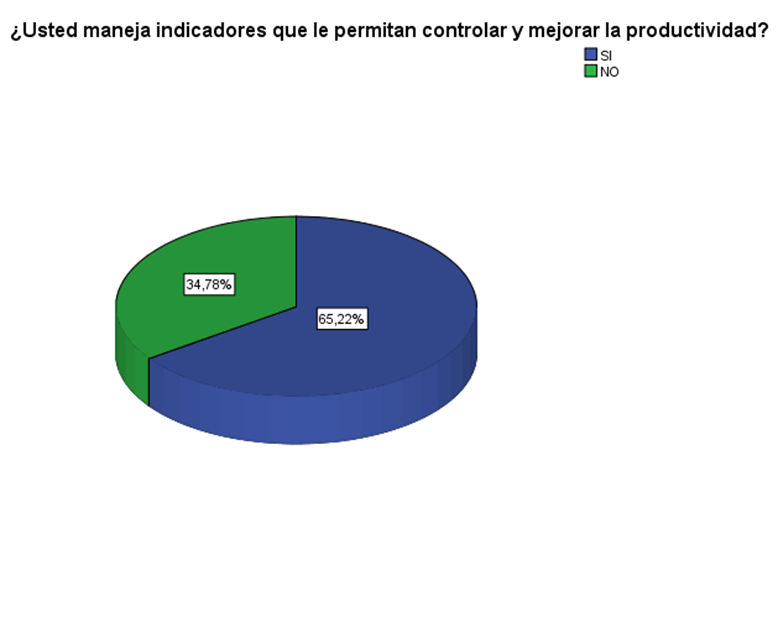 ¿Usted maneja indicadores que le permitan controlar y mejorar la productividad?
SI
NO
34,78%
65,22%